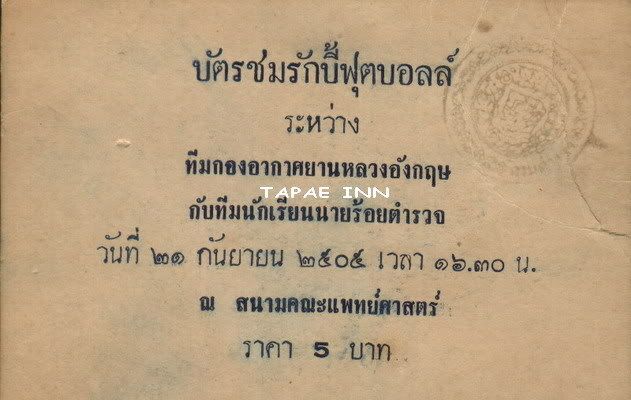 บัตรชมรักบี้ฟุตบอลล์
ระหว่าง
ทีมกองอากาศยานหลวงอังกฤษ
TAPAE INN
กับทีมนักเรียนนายร้อยตำรวจ
วันที่ ๒๑ กันยายน ๒๕๐๕ เวลา ๑๖.๓๐ น.
ณ สนามคณะแพทย์ศาสตร์
ราคา 5 บาท